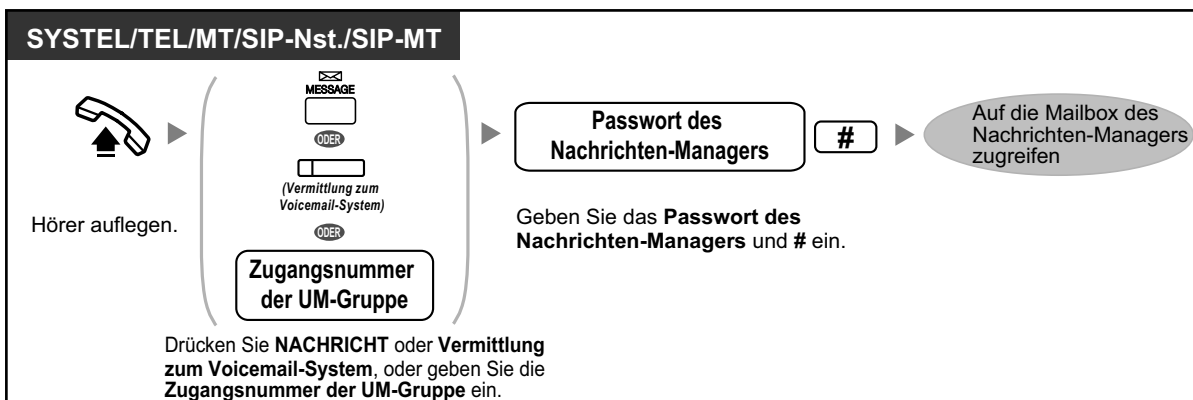 SYSTEL/TEL/MT/SIP-Nst./SIP-MT
Hörer auflegen.
MESSAGE
ODER
(Vermittlung zum
Voicemail-System)
ODER
Zugangsnummer
der UM-Gruppe
Drücken Sie NACHRICHT oder Vermittlung
zum Voicemail-System, oder geben Sie die
Zugangsnummer der UM-Gruppe ein.
Passwort des
Nachrichten-Managers
#
Geben Sie das Passwort des
Nachrichten-Managers und # ein.
Auf die Mailbox des
Nachrichten-Managers
zugreifen